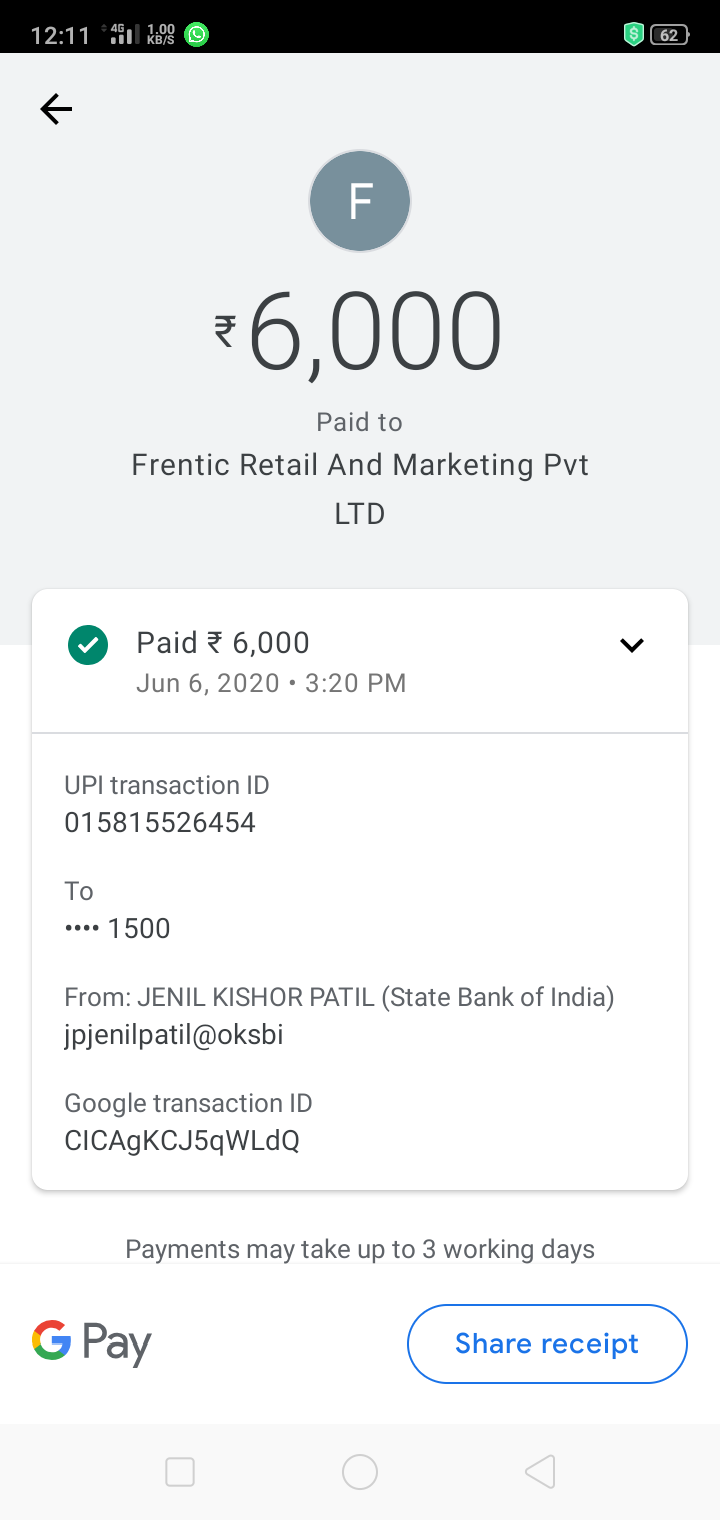 12:11 4G 1.00 KB/S 62
F
₹6,000
Paid to
Frentic Retail And Marketing Pvt
LTD
Paid ₹ 6,000
Jun 6, 2020 • 3:20 PM
UPI transaction ID
015815526454
To
•••• 1500
From: JENIL KISHOR PATIL (State Bank of India)
jpjenilpatil@oksbi
Google transaction ID
CICAgKCJ5qWLdQ
Payments may take up to 3 working days
G Pay
Share receipt